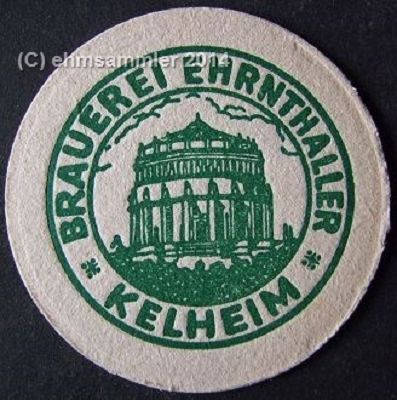 (C) ehmsammler 2014
BRAUEREI EHRNTHALLER
* KELHEIM *